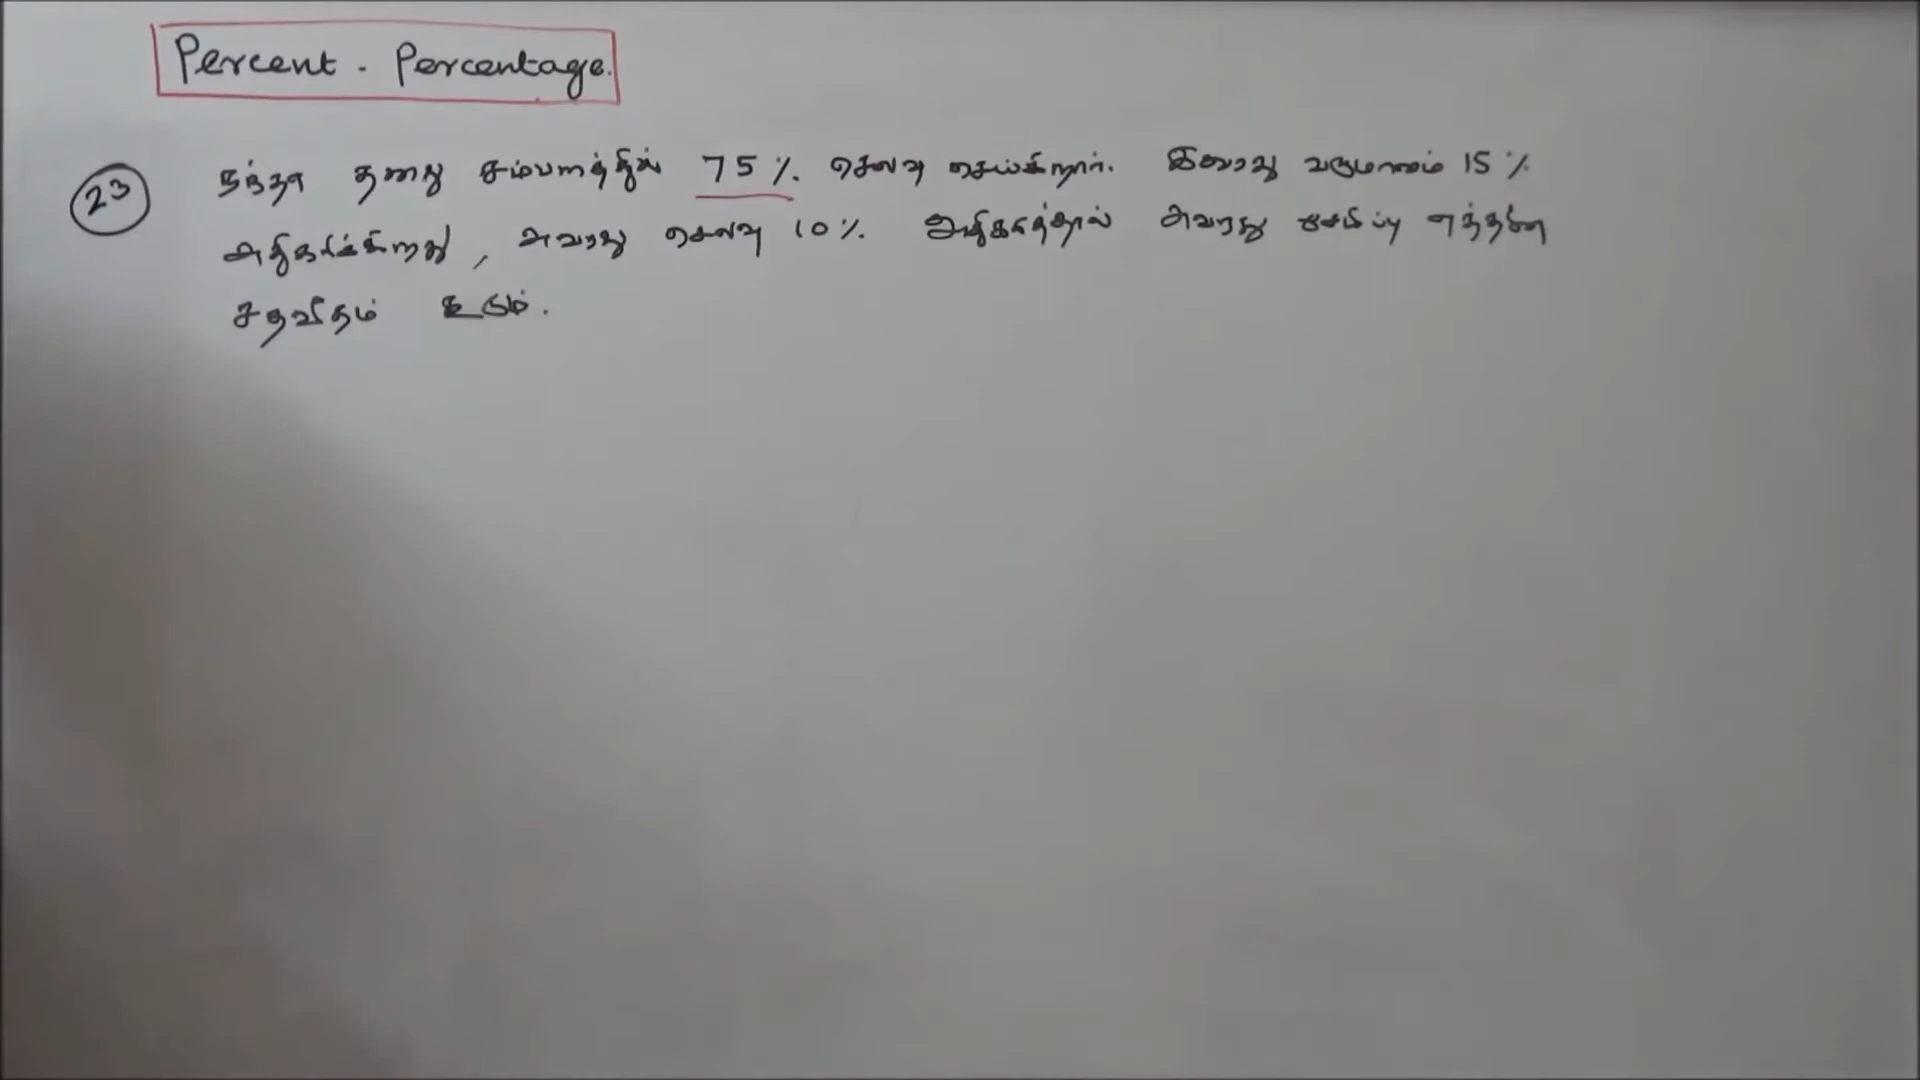 Percent - Percentage.
23 நந்தா தனது சம்பளத்தில் 75%. செலவு செய்கிறார். இவரது வருமானம் 15%
அதிகரிக்கிறது, அவரது செலவு 10%. அதிகரித்தால் அவரது சேமிப்பு எத்தனை
சதவீதம் உயரும்.